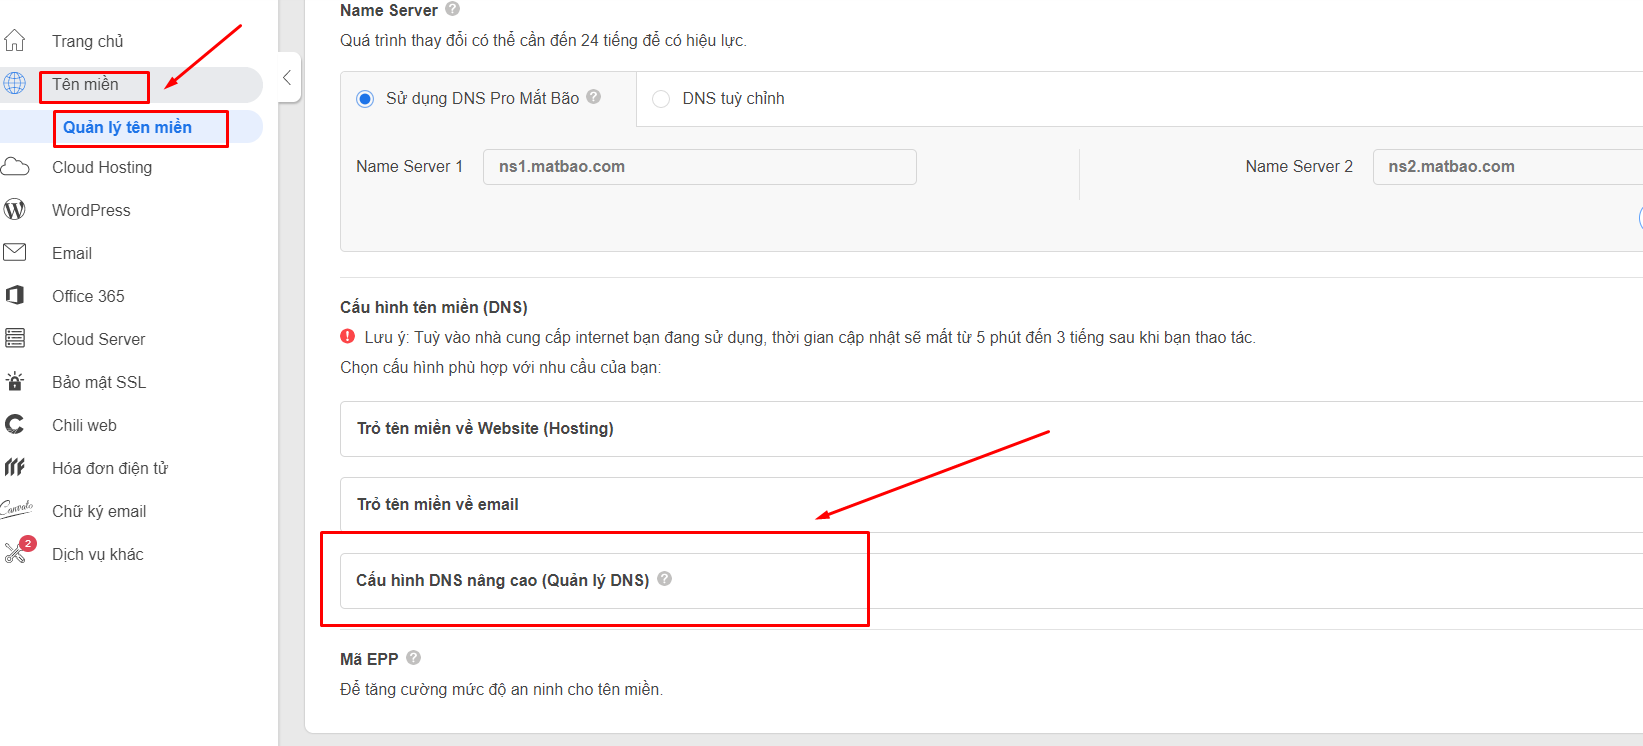 Trang chủ
Tên miền
Quản lý tên miền
Cloud Hosting
WordPress
Email
Office 365
Cloud Server
Bảo mật SSL
Chili web
Hóa đơn điện tử
Canvato
Chữ ký email
2
Dịch vụ khác
Name Server
Quá trình thay đổi có thể cần đến 24 tiếng để có hiệu lực.
Sử dụng DNS Pro Mắt Bão
DNS tuỳ chỉnh
Name Server 1 ns1.matbao.com
Name Server 2 ns2.matbao.com
Cấu hình tên miền (DNS)
Lưu ý: Tuỳ vào nhà cung cấp internet bạn đang sử dụng, thời gian cập nhật sẽ mất từ 5 phút đến 3 tiếng sau khi bạn thao tác.
Chọn cấu hình phù hợp với nhu cầu của bạn:
Trỏ tên miền về Website (Hosting)
Trỏ tên miền về email
Cấu hình DNS nâng cao (Quản lý DNS)
Mã EPP
Để tăng cường mức độ an ninh cho tên miền.